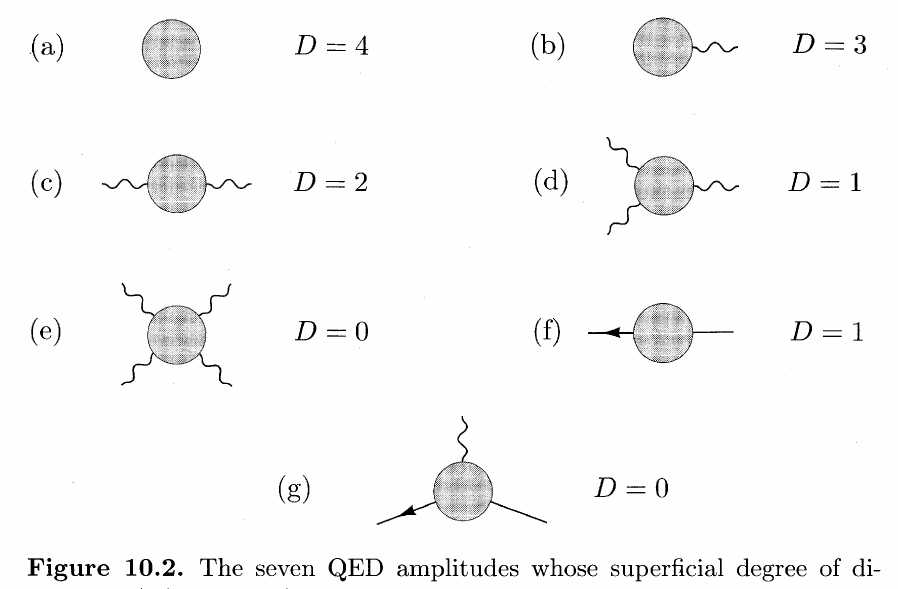 (a) D = 4 (b) D = 3
(c) D = 2 (d) D = 1
(e) D = 0 (f) D = 1
(g) D = 0
Figure 10.2. The seven QED amplitudes whose superficial degree of di-